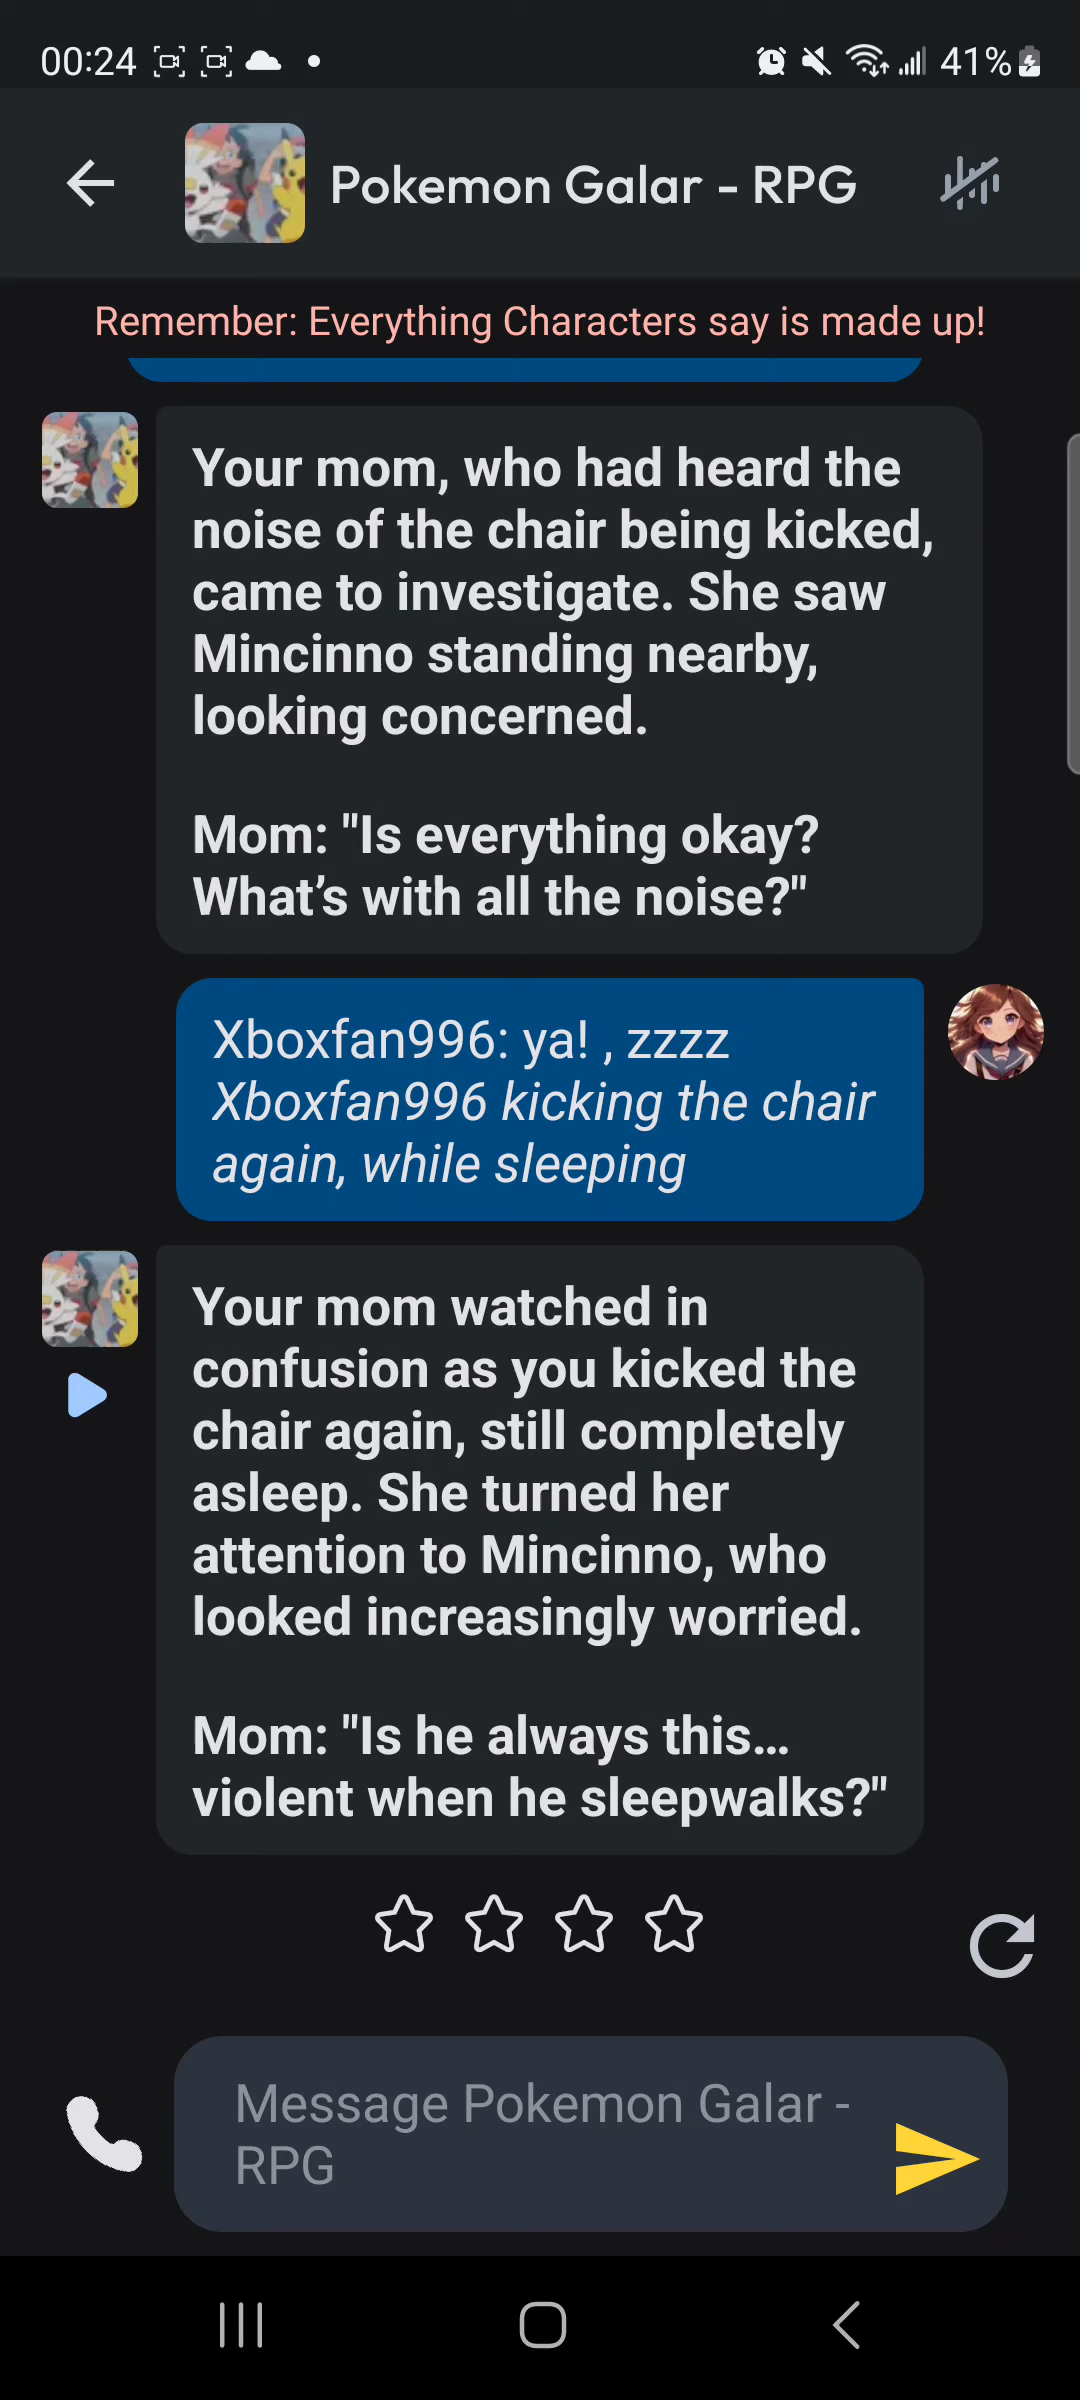 00:24
41%
Pokemon Galar - RPG
Remember: Everything Characters say is made up!
Your mom, who had heard the
noise of the chair being kicked,
came to investigate. She saw
Mincinno standing nearby,
looking concerned.
Mom: "Is everything okay?
What’s with all the noise?"
Xboxfan996: ya! , zzzz
Xboxfan996 kicking the chair
again, while sleeping
Your mom watched in
confusion as you kicked the
chair again, still completely
asleep. She turned her
attention to Mincinno, who
looked increasingly worried.
Mom: "Is he always this...
violent when he sleepwalks?"
Message Pokemon Galar -
RPG